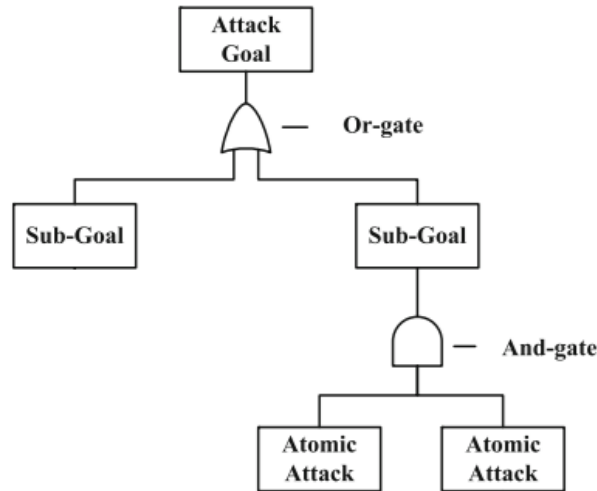 Attack
Goal
Or-gate
Sub-Goal
Sub-Goal
And-gate
Atomic
Attack
Atomic
Attack